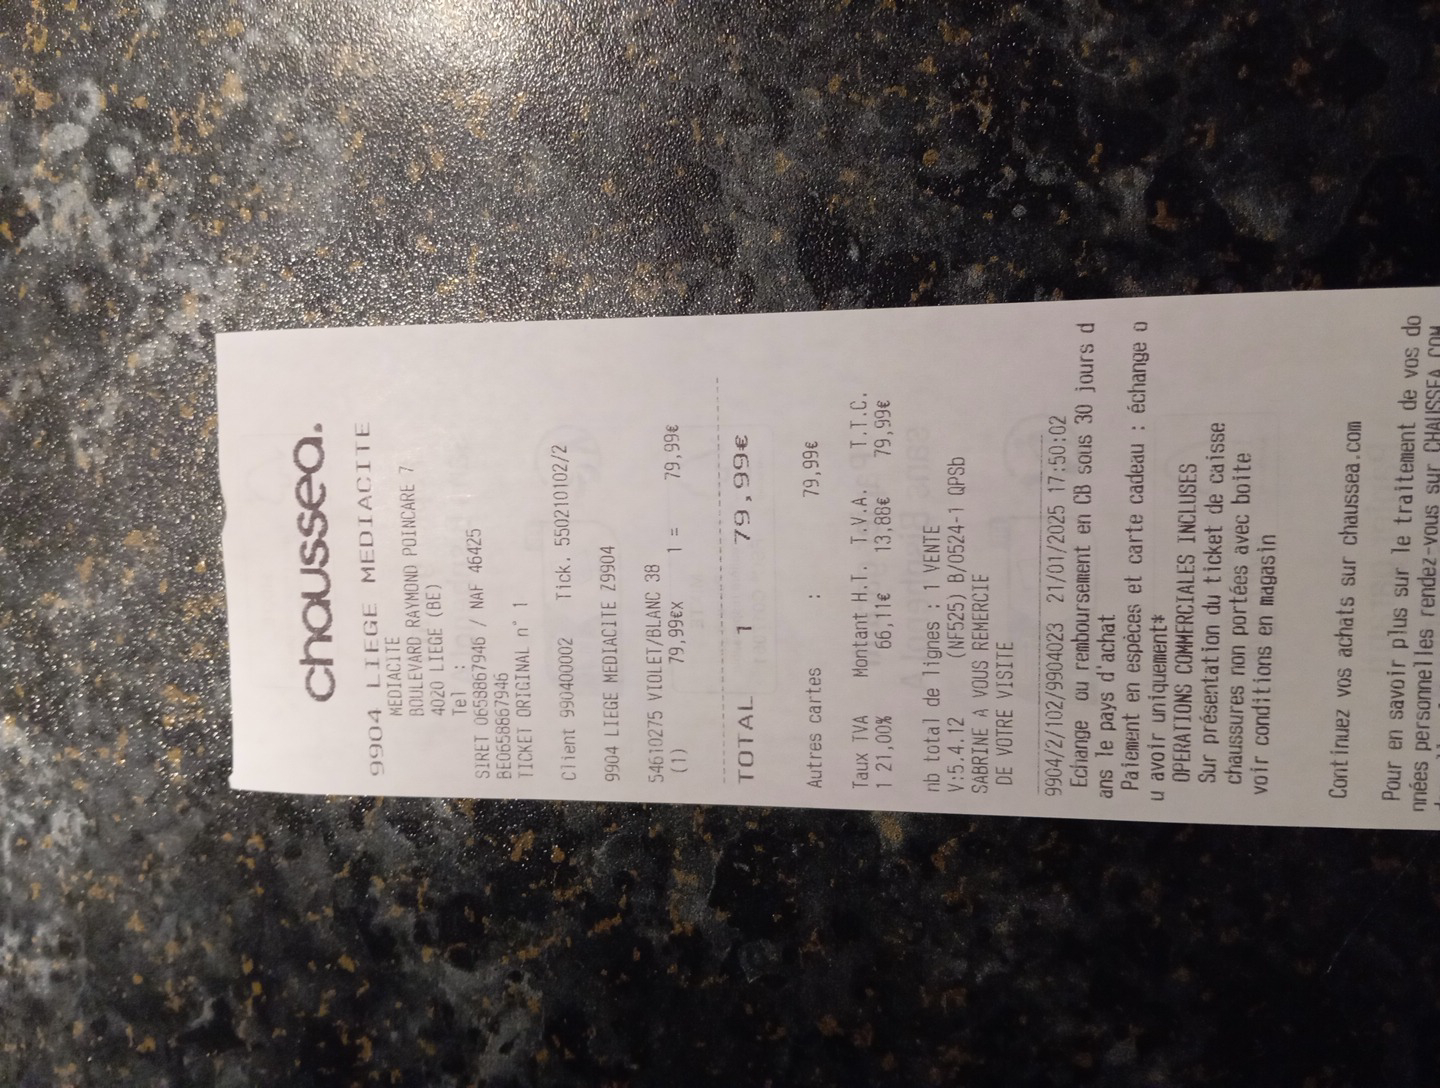 chaussea.
9904 LIEGE MEDIACITE
MEDIACITE
BOULEVARD RAYMOND POINCARE 7
4020 LIEGE (BE)
Tel :
SIRET 0658867946 / NAF 46425
BE0658867946
TICKET ORIGINAL n° 1
Client 990400002 Tick. 550210102/2
9904 LIEGE MEDIACITE Z9904
54610275 VIOLET/BLANC 38
(1) 79,99€x 1 = 79,99€
TOTAL 1 79,99€
Autres cartes : 79,99€
Taux TVA Montant H.T. T.V.A. T.T.C.
1 21,00% 66,11€ 13,88€ 79,99€
nb total de lignes : 1 VENTE
V:5.4.12 (NF525) B/0524-1 QPSb
SABRINE A VOUS REMERCIE
DE VOTRE VISITE
9904/2/102/9904023 21/01/2025 17:50:02
Echange ou remboursement en CB sous 30 jours d
ans le pays d'achat
Paiement en espèces et carte cadeau : échange o
u avoir uniquement*
OPERATIONS COMMERCIALES INCLUSES
Sur présentation du ticket de caisse
chaussures non portées avec boite
voir conditions en magasin
Continuez vos achats sur chaussea.com
Pour en savoir plus sur le traitement de vos do
nnées personnelles rendez-vous sur CHAUSSEA.COM